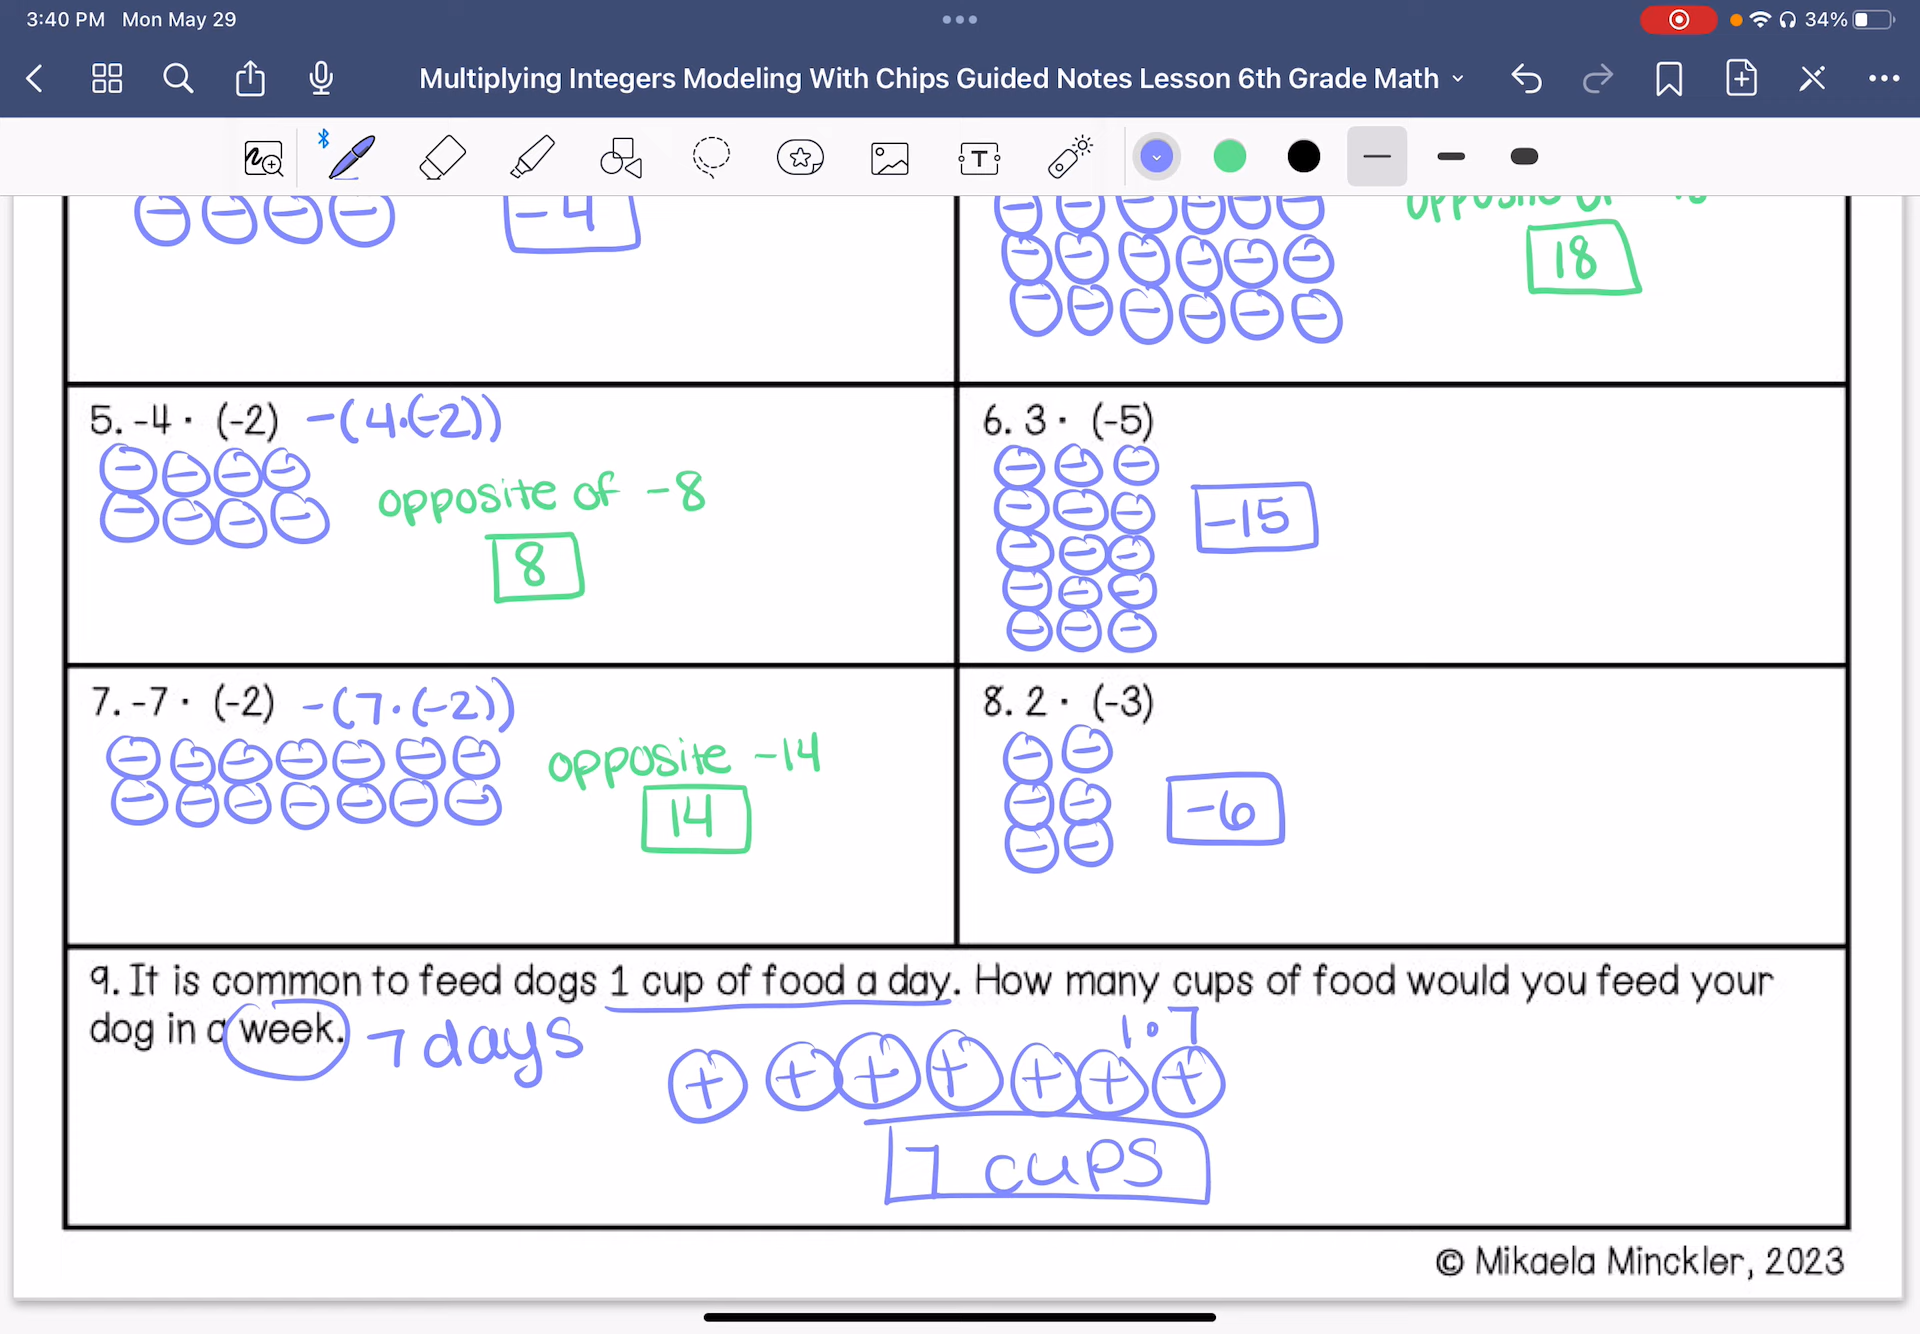 3:40 PM Mon May 29
34%
Multiplying Integers Modeling With Chips Guided Notes Lesson 6th Grade Math
T
-4
opposite of
18
5. -4 · (-2) -(4·(-2))
opposite of -8
8
6. 3 · (-5)
-15
7. -7 · (-2) -(7·(-2))
opposite -14
14
8. 2 · (-3)
-6
9. It is common to feed dogs 1 cup of food a day. How many cups of food would you feed your
dog in a week. 7 days
1·7
7 cups
© Mikaela Minckler, 2023